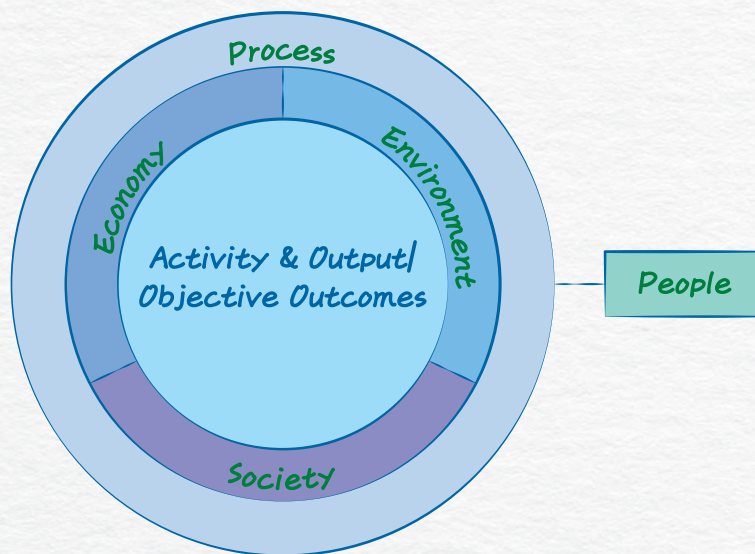 Process
Economy
Environment
Activity & Output/
Objective Outcomes
People
Society